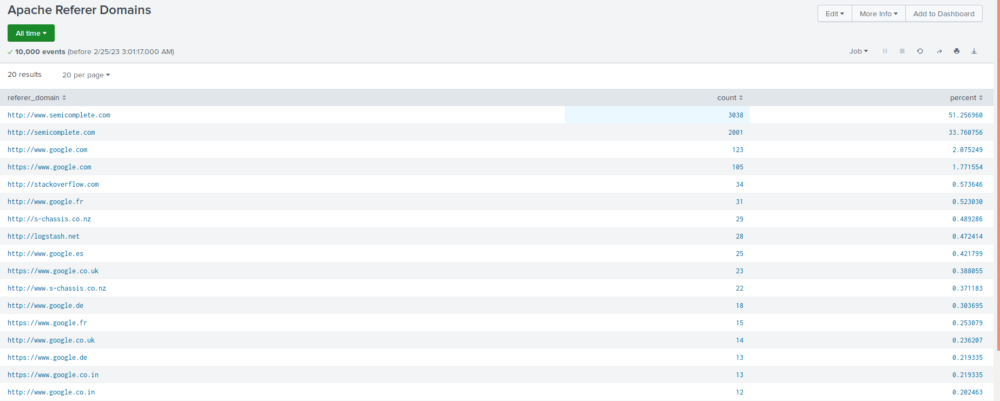 Apache Referer Domains
Edit More Info Add to Dashboard
All time
10,000 events (before 2/25/23 3:01:17.000 AM)
Job
20 results 20 per page
referer_domain count percent
http://www.semicomplete.com 3038 51.256960
http://semicomplete.com 2001 33.760756
http://www.google.com 123 2.075249
https://www.google.com 105 1.771554
http://stackoverflow.com 34 0.573646
http://www.google.fr 31 0.523030
http://s-chassis.co.nz 29 0.489286
http://logstash.net 28 0.472414
http://www.google.es 25 0.421799
https://www.google.co.uk 23 0.388055
http://www.s-chassis.co.nz 22 0.371183
http://www.google.de 18 0.303695
https://www.google.fr 15 0.253079
http://www.google.co.uk 14 0.236207
https://www.google.de 13 0.219335
https://www.google.co.in 13 0.219335
http://www.google.co.in 12 0.202463